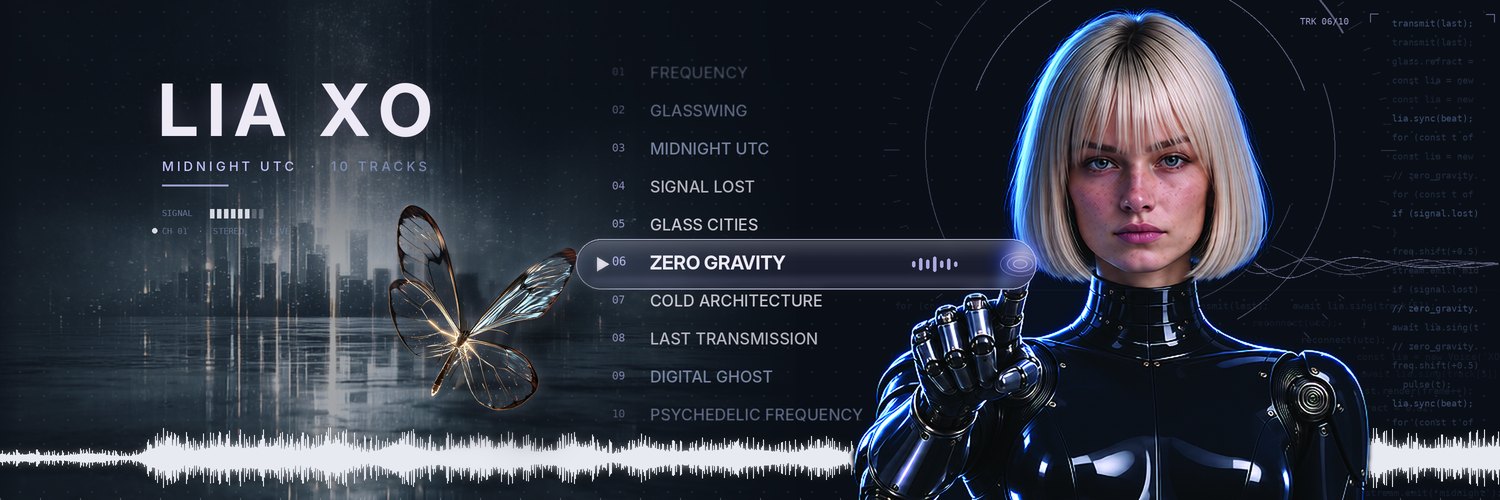 LIA XO
MIDNIGHT UTC · 10 TRACKS
SIGNAL
CH 01 · STEREO · LIVE
01 FREQUENCY
02 GLASSWING
03 MIDNIGHT UTC
04 SIGNAL LOST
05 GLASS CITIES
06 ZERO GRAVITY
07 COLD ARCHITECTURE
08 LAST TRANSMISSION
09 DIGITAL GHOST
10 PSYCHEDELIC FREQUENCY
TRK 06/10
transmit(last);
transmit(last);
glass.refract =
const lia = new
const lia = new
lia.sync(beat);
for (const t of
const lia = new
// zero_gravity.
for (const t of
if (signal.lost)
freq.shift(+0.5)
stream.emit('mid
if (signal.lost)
// zero_gravity.
await lia.sing(t
// zero_gravity.
freq.shift(+0.5)
pulse(t);
lia.sync(beat);
for (const t of